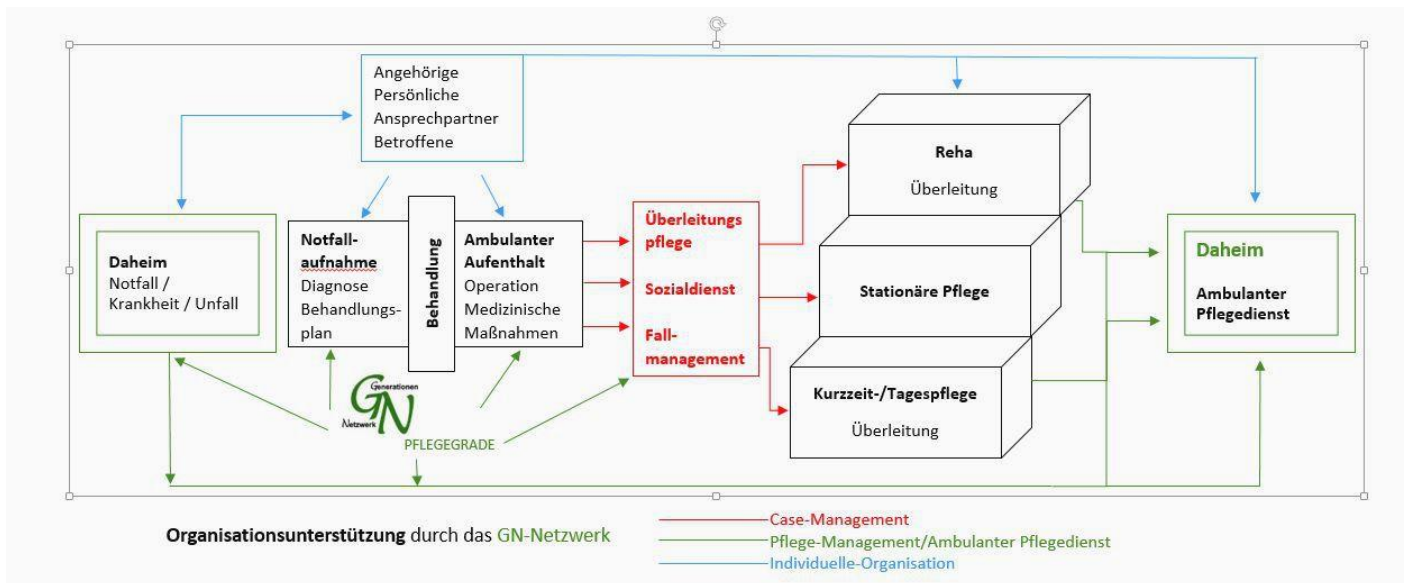 Angehörige
Persönliche
Ansprechpartner
Betroffene
Daheim
Notfall /
Krankheit / Unfall
Notfall-
aufnahme
Diagnose
Behandlungs-
plan
Behandlung
Ambulanter
Aufenthalt
Operation
Medizinische
Maßnahmen
Überleitungs
pflege
Sozialdienst
Fall-
management
Reha
Überleitung
Stationäre Pflege
Kurzzeit-/Tagespflege
Überleitung
Daheim
Ambulanter
Pflegedienst
Generationen
GN
Netzwerk
PFLEGEGRADE
Organisationsunterstützung durch das GN-Netzwerk
Case-Management
Pflege-Management/Ambulanter Pflegedienst
Individuelle-Organisation